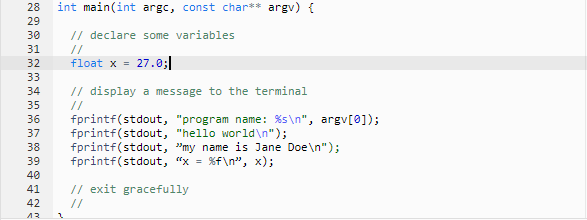 28 int main(int argc, const char** argv) {
29
30 // declare some variables
31 //
32 float x = 27.0;
33
34 // display a message to the terminal
35 //
36 fprintf(stdout, "program name: %s\n", argv[0]);
37 fprintf(stdout, "hello world\n");
38 fprintf(stdout, ”my name is Jane Doe\n");
39 fprintf(stdout, “x = %f\n”, x);
40
41 // exit gracefully
42 //
43 }